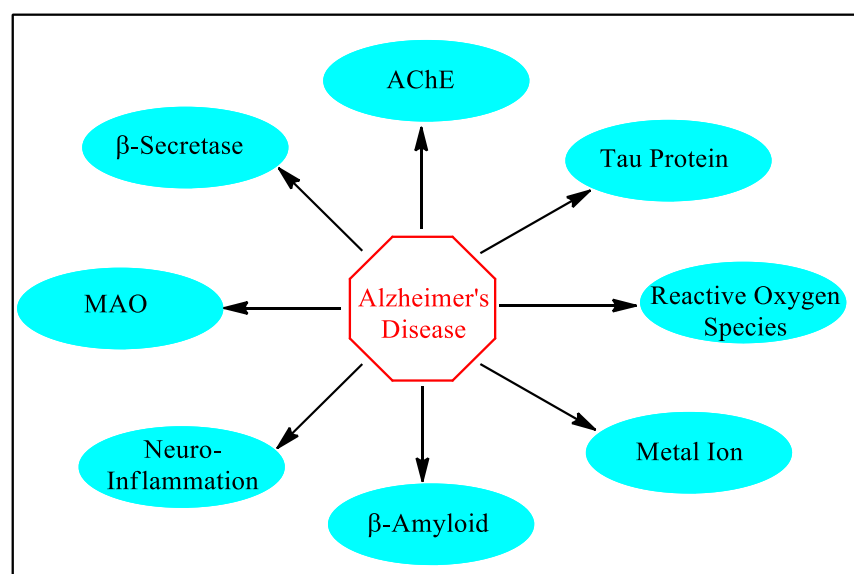 AChE
β-Secretase
Tau Protein
MAO
Alzheimer's
Disease
Reactive Oxygen
Species
Neuro-
Inflammation
Metal Ion
β-Amyloid